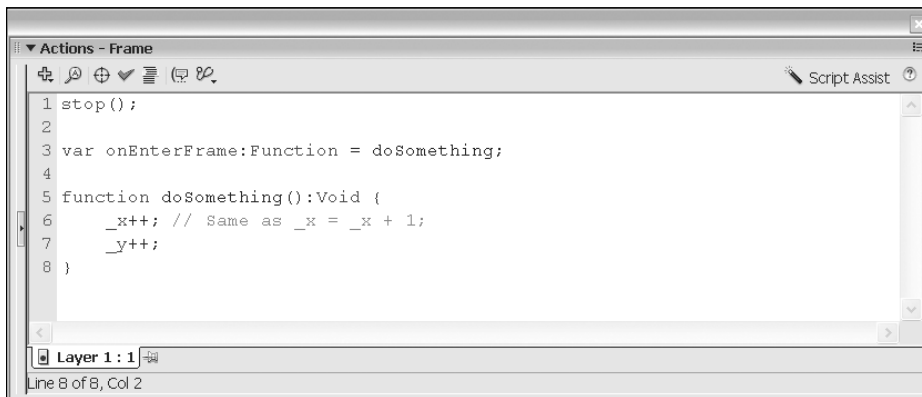 Actions - Frame
Script Assist
1 stop();
2
3 var onEnterFrame:Function = doSomething;
4
5 function doSomething():Void {
6 _x++; // Same as _x = _x + 1;
7 _y++;
8 }
Layer 1 : 1
Line 8 of 8, Col 2